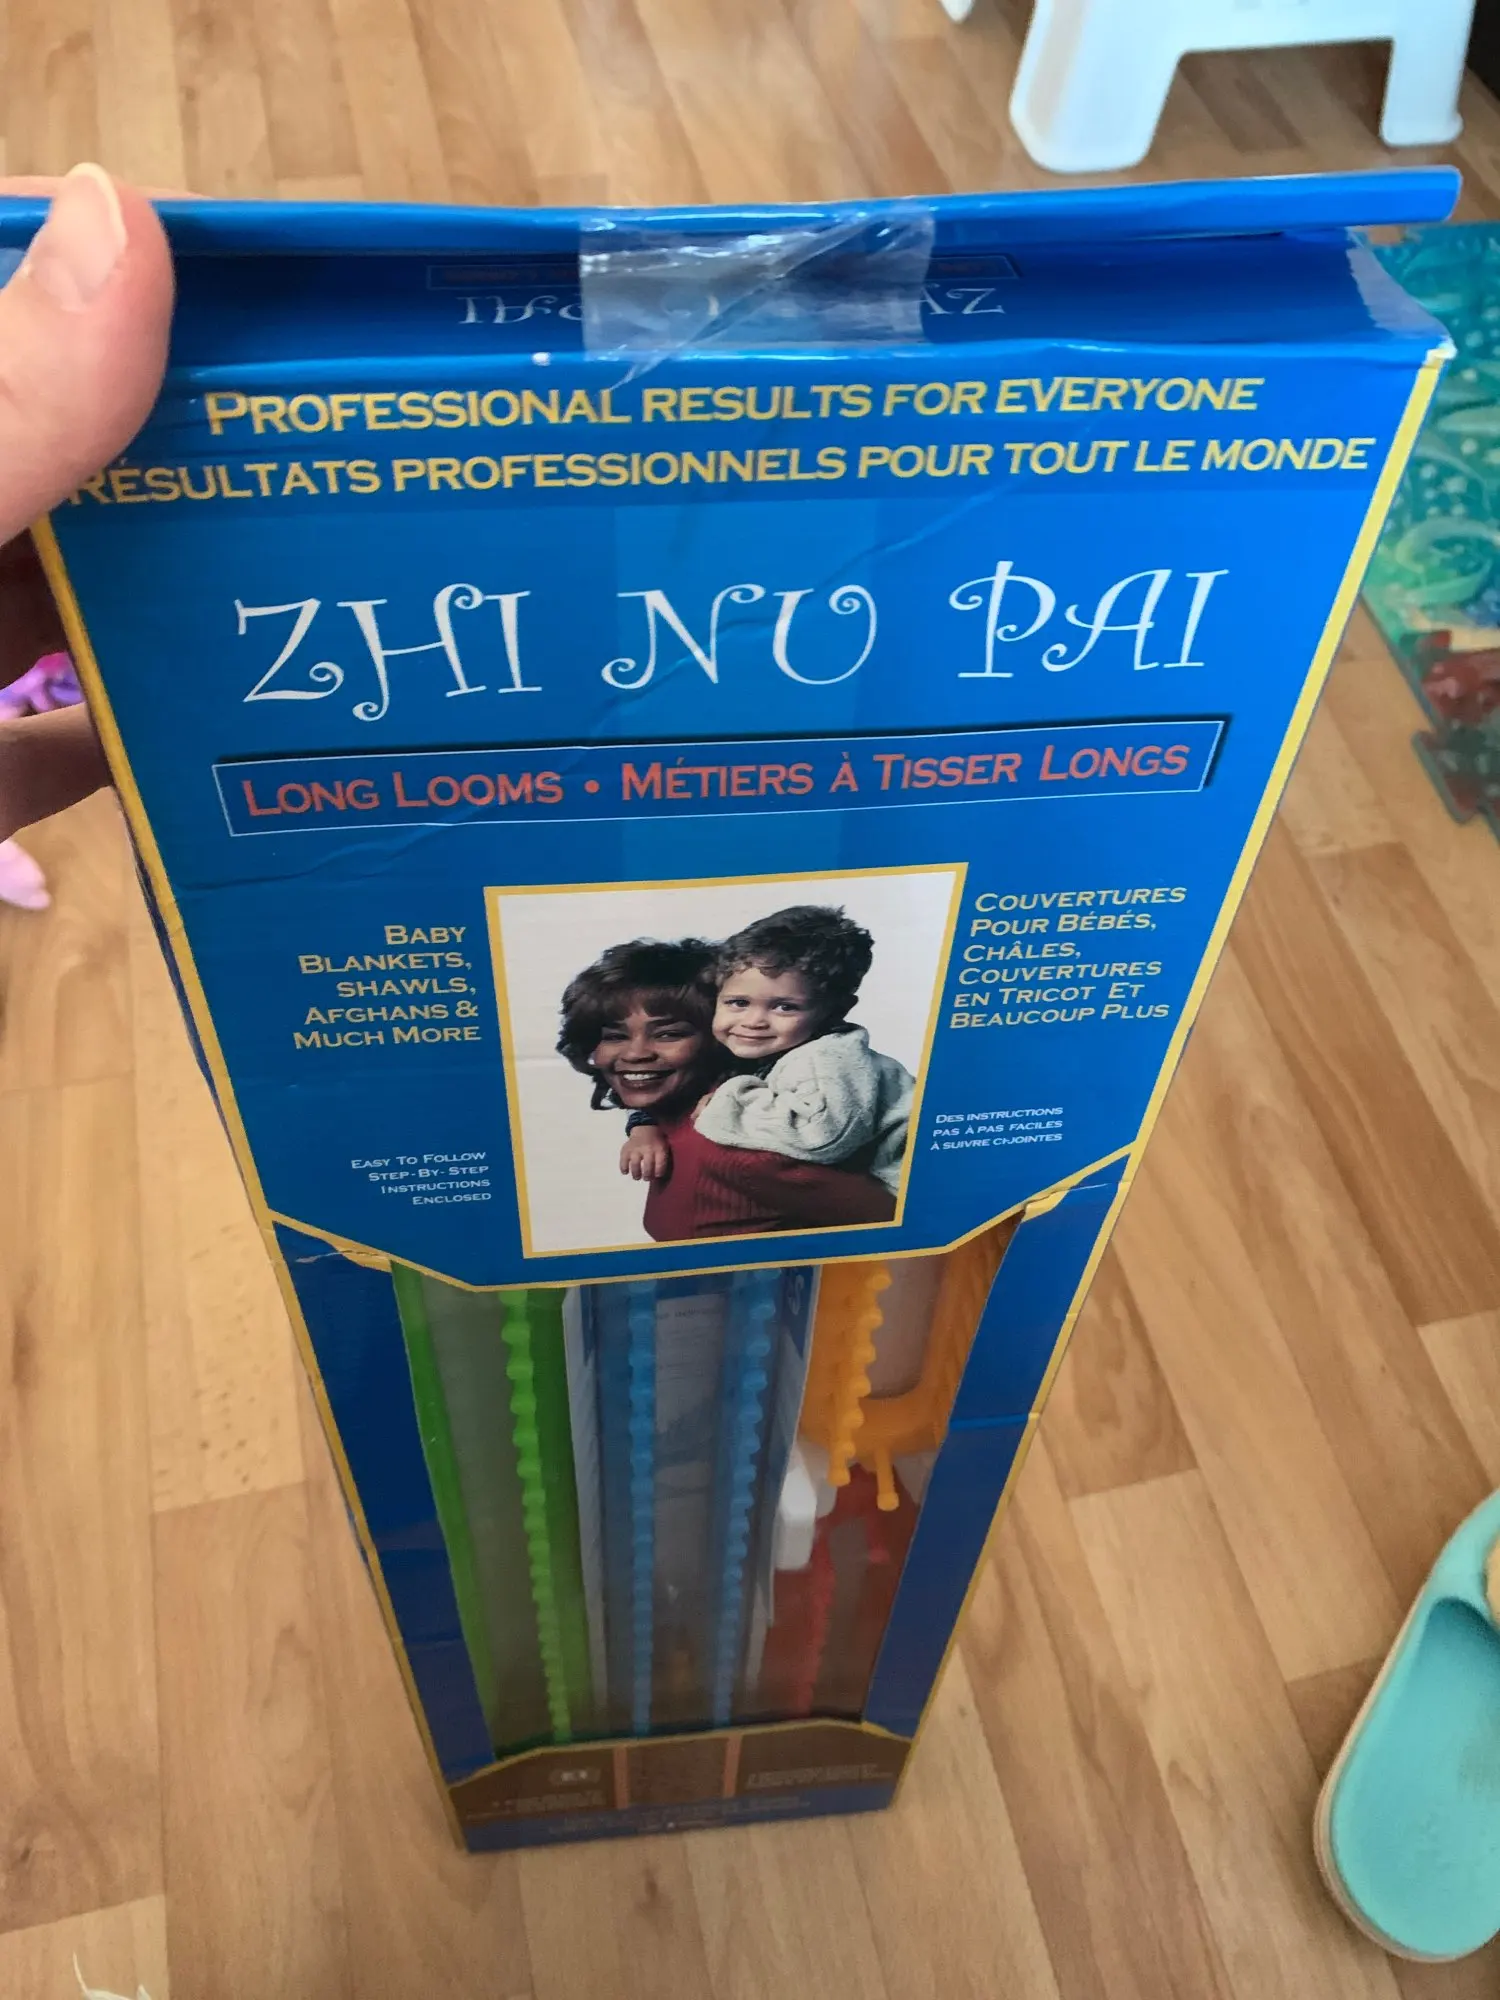 PROFESSIONAL RESULTS FOR EVERYONE
RÉSULTATS PROFESSIONNELS POUR TOUT LE MONDE
ZHI NU PAI
LONG LOOMS • MÉTIERS À TISSER LONGS
BABY
BLANKETS,
SHAWLS,
AFGHANS &
MUCH MORE
COUVERTURES
POUR BÉBÉS,
CHÂLES,
COUVERTURES
EN TRICOT ET
BEAUCOUP PLUS
EASY TO FOLLOW
STEP-BY-STEP
INSTRUCTIONS
ENCLOSED
DES INSTRUCTIONS
PAS À PAS FACILES
À SUIVRE CI-JOINTES